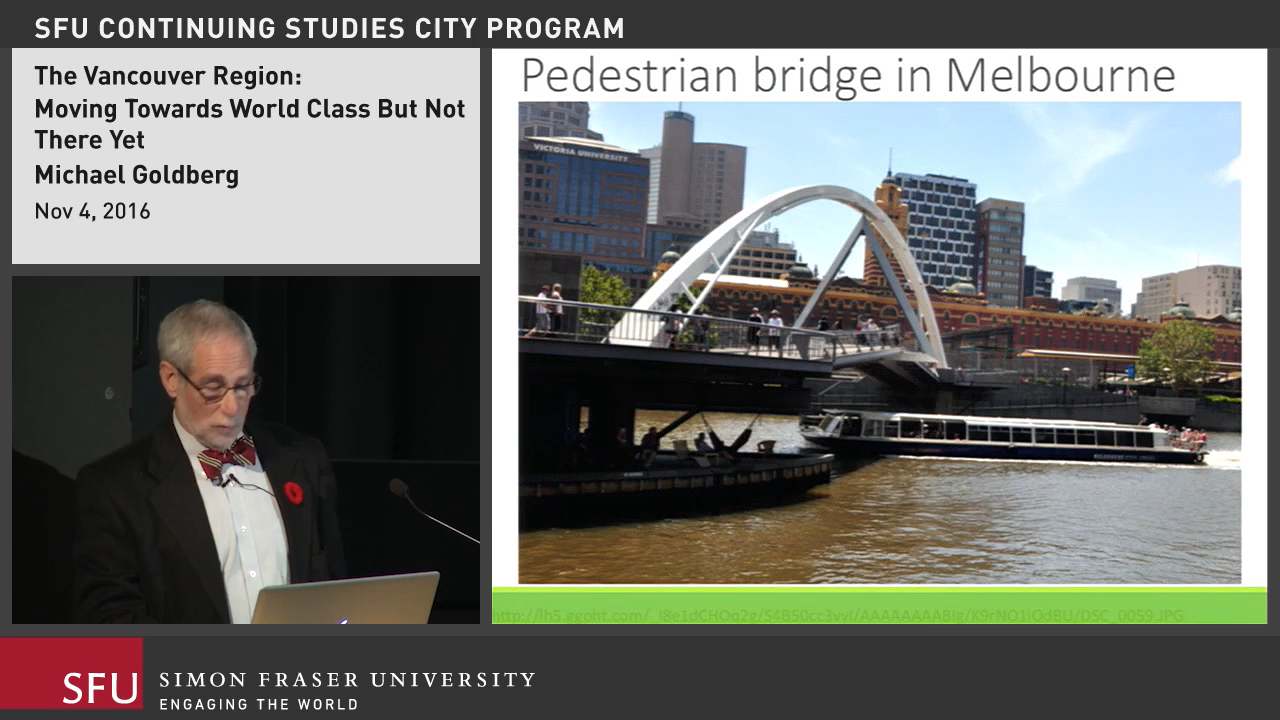 SFU CONTINUING STUDIES CITY PROGRAM
The Vancouver Region:
Moving Towards World Class But Not
There Yet
Michael Goldberg
Nov 4, 2016
Pedestrian bridge in Melbourne
VICTORIA UNIVERSITY
SFU
SIMON FRASER UNIVERSITY
ENGAGING THE WORLD